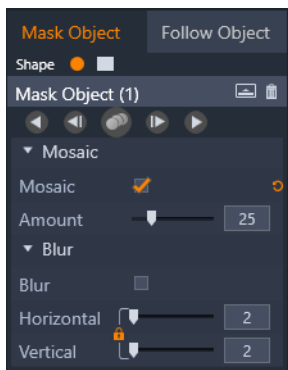 Mask Object Follow Object
Shape
Mask Object (1)
Mosaic
Mosaic
Amount 25
Blur
Blur
Horizontal 2
Vertical 2